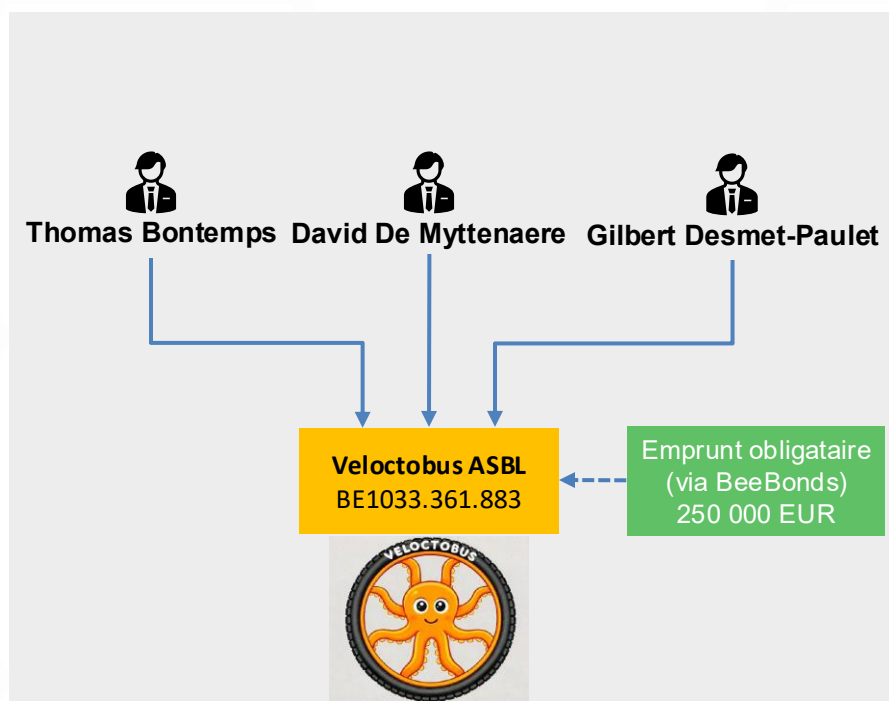 Thomas Bontemps
David De Myttenaere
Gilbert Desmet-Paulet
Veloctobus ASBL
BE1033.361.883
Emprunt obligataire
(via BeeBonds)
250 000 EUR
VELOCTOBUS